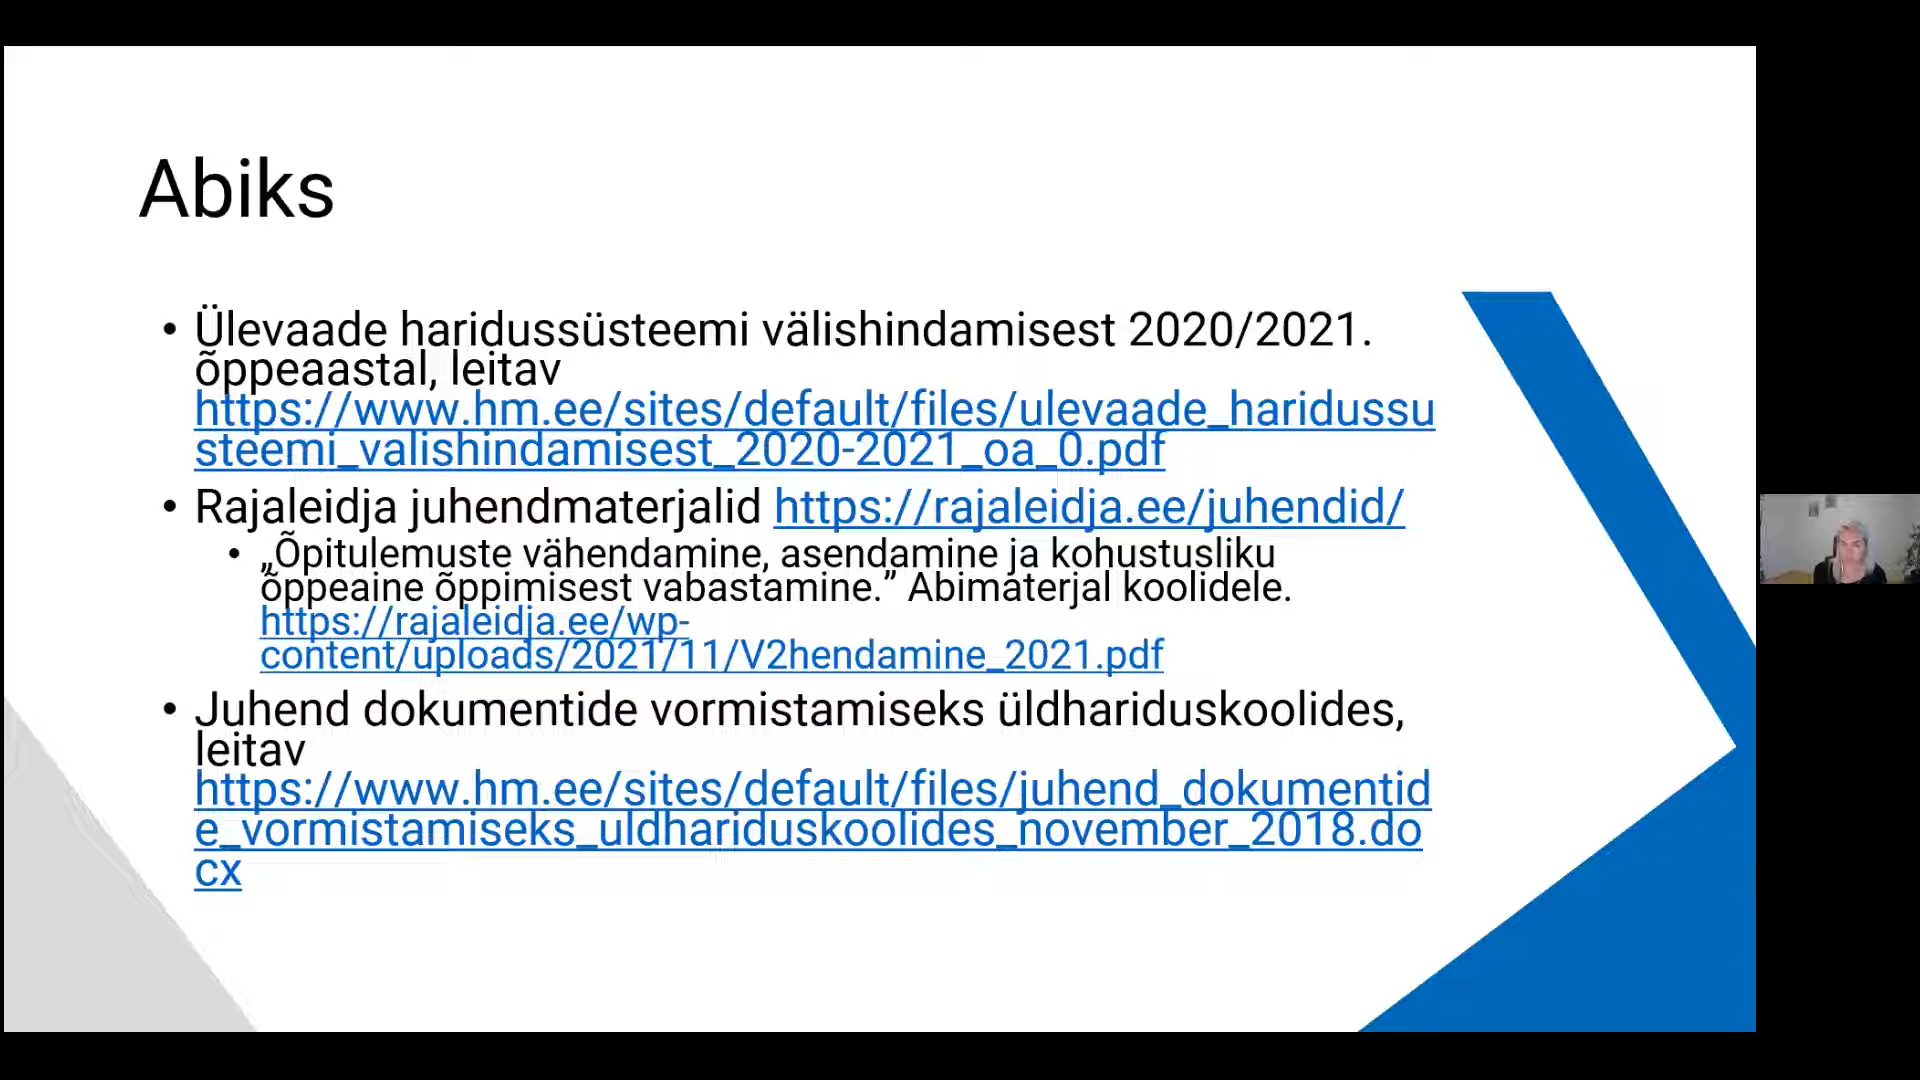 Abiks
• Ülevaade haridussüsteemi välishindamisest 2020/2021.
õppeaastal, leitav
https://www.hm.ee/sites/default/files/ulevaade_haridussu
steemi_valishindamisest_2020-2021_oa_0.pdf
• Rajaleidja juhendmaterjalid https://rajaleidja.ee/juhendid/
• „Õpitulemuste vähendamine, asendamine ja kohustusliku
õppeaine õppimisest vabastamine.” Abimaterjal koolidele.
https://rajaleidja.ee/wp-
content/uploads/2021/11/V2hendamine_2021.pdf
• Juhend dokumentide vormistamiseks üldhariduskoolides,
leitav
https://www.hm.ee/sites/default/files/juhend_dokumentid
e_vormistamiseks_uldhariduskoolides_november_2018.do
cx